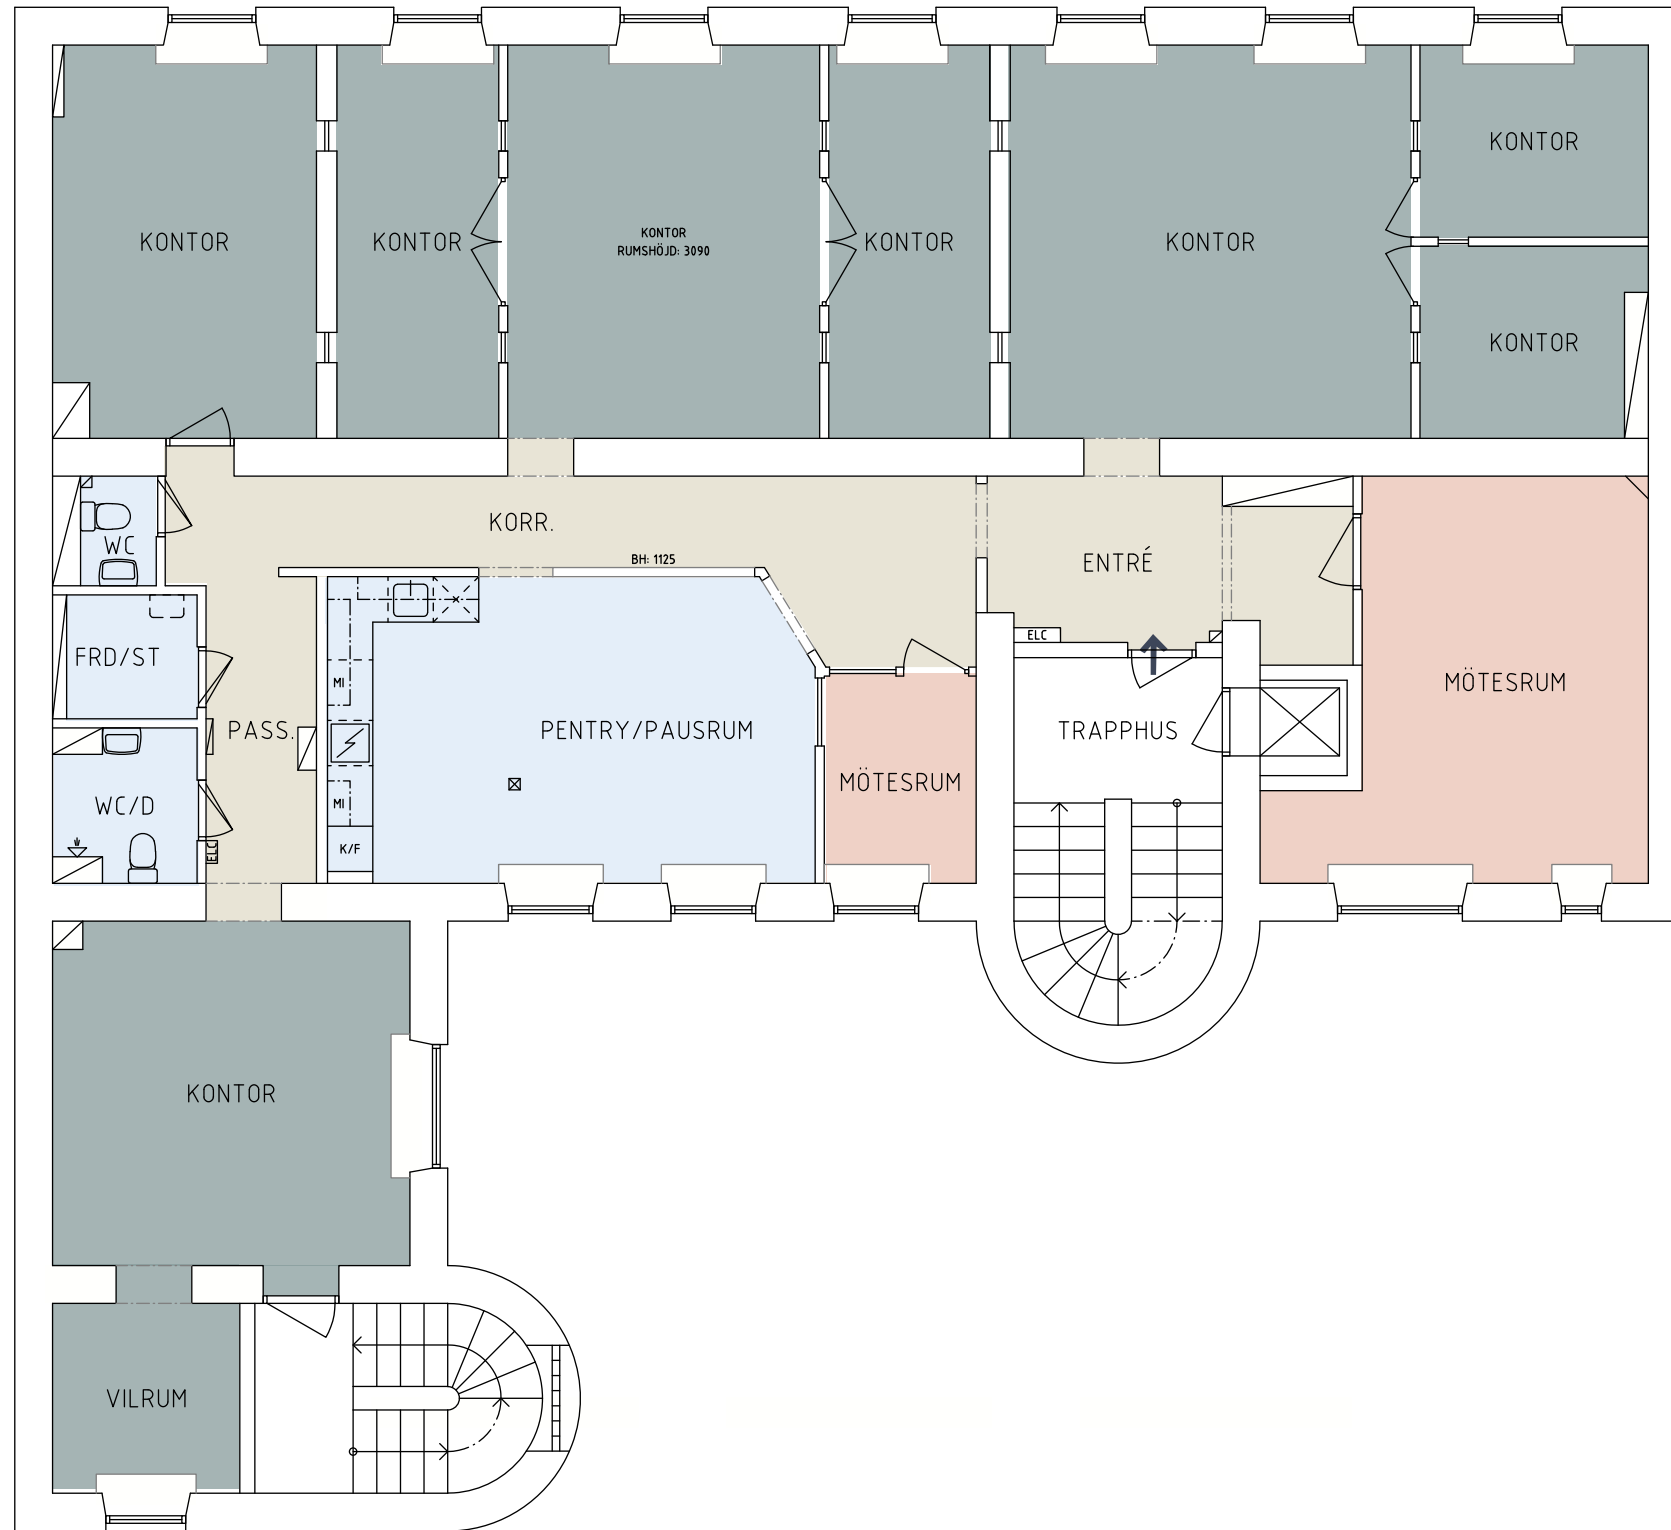 KONTOR
KONTOR
KONTOR
RUMSHÖJD: 3090
KONTOR
KONTOR
KONTOR
KONTOR
KORR.
WC
BH: 1125
ENTRÉ
ELC
FRD/ST
MI
MÖTESRUM
PASS.
PENTRY/PAUSRUM
TRAPPHUS
MÖTESRUM
WC/D
MI
ELC
K/F
KONTOR
VILRUM